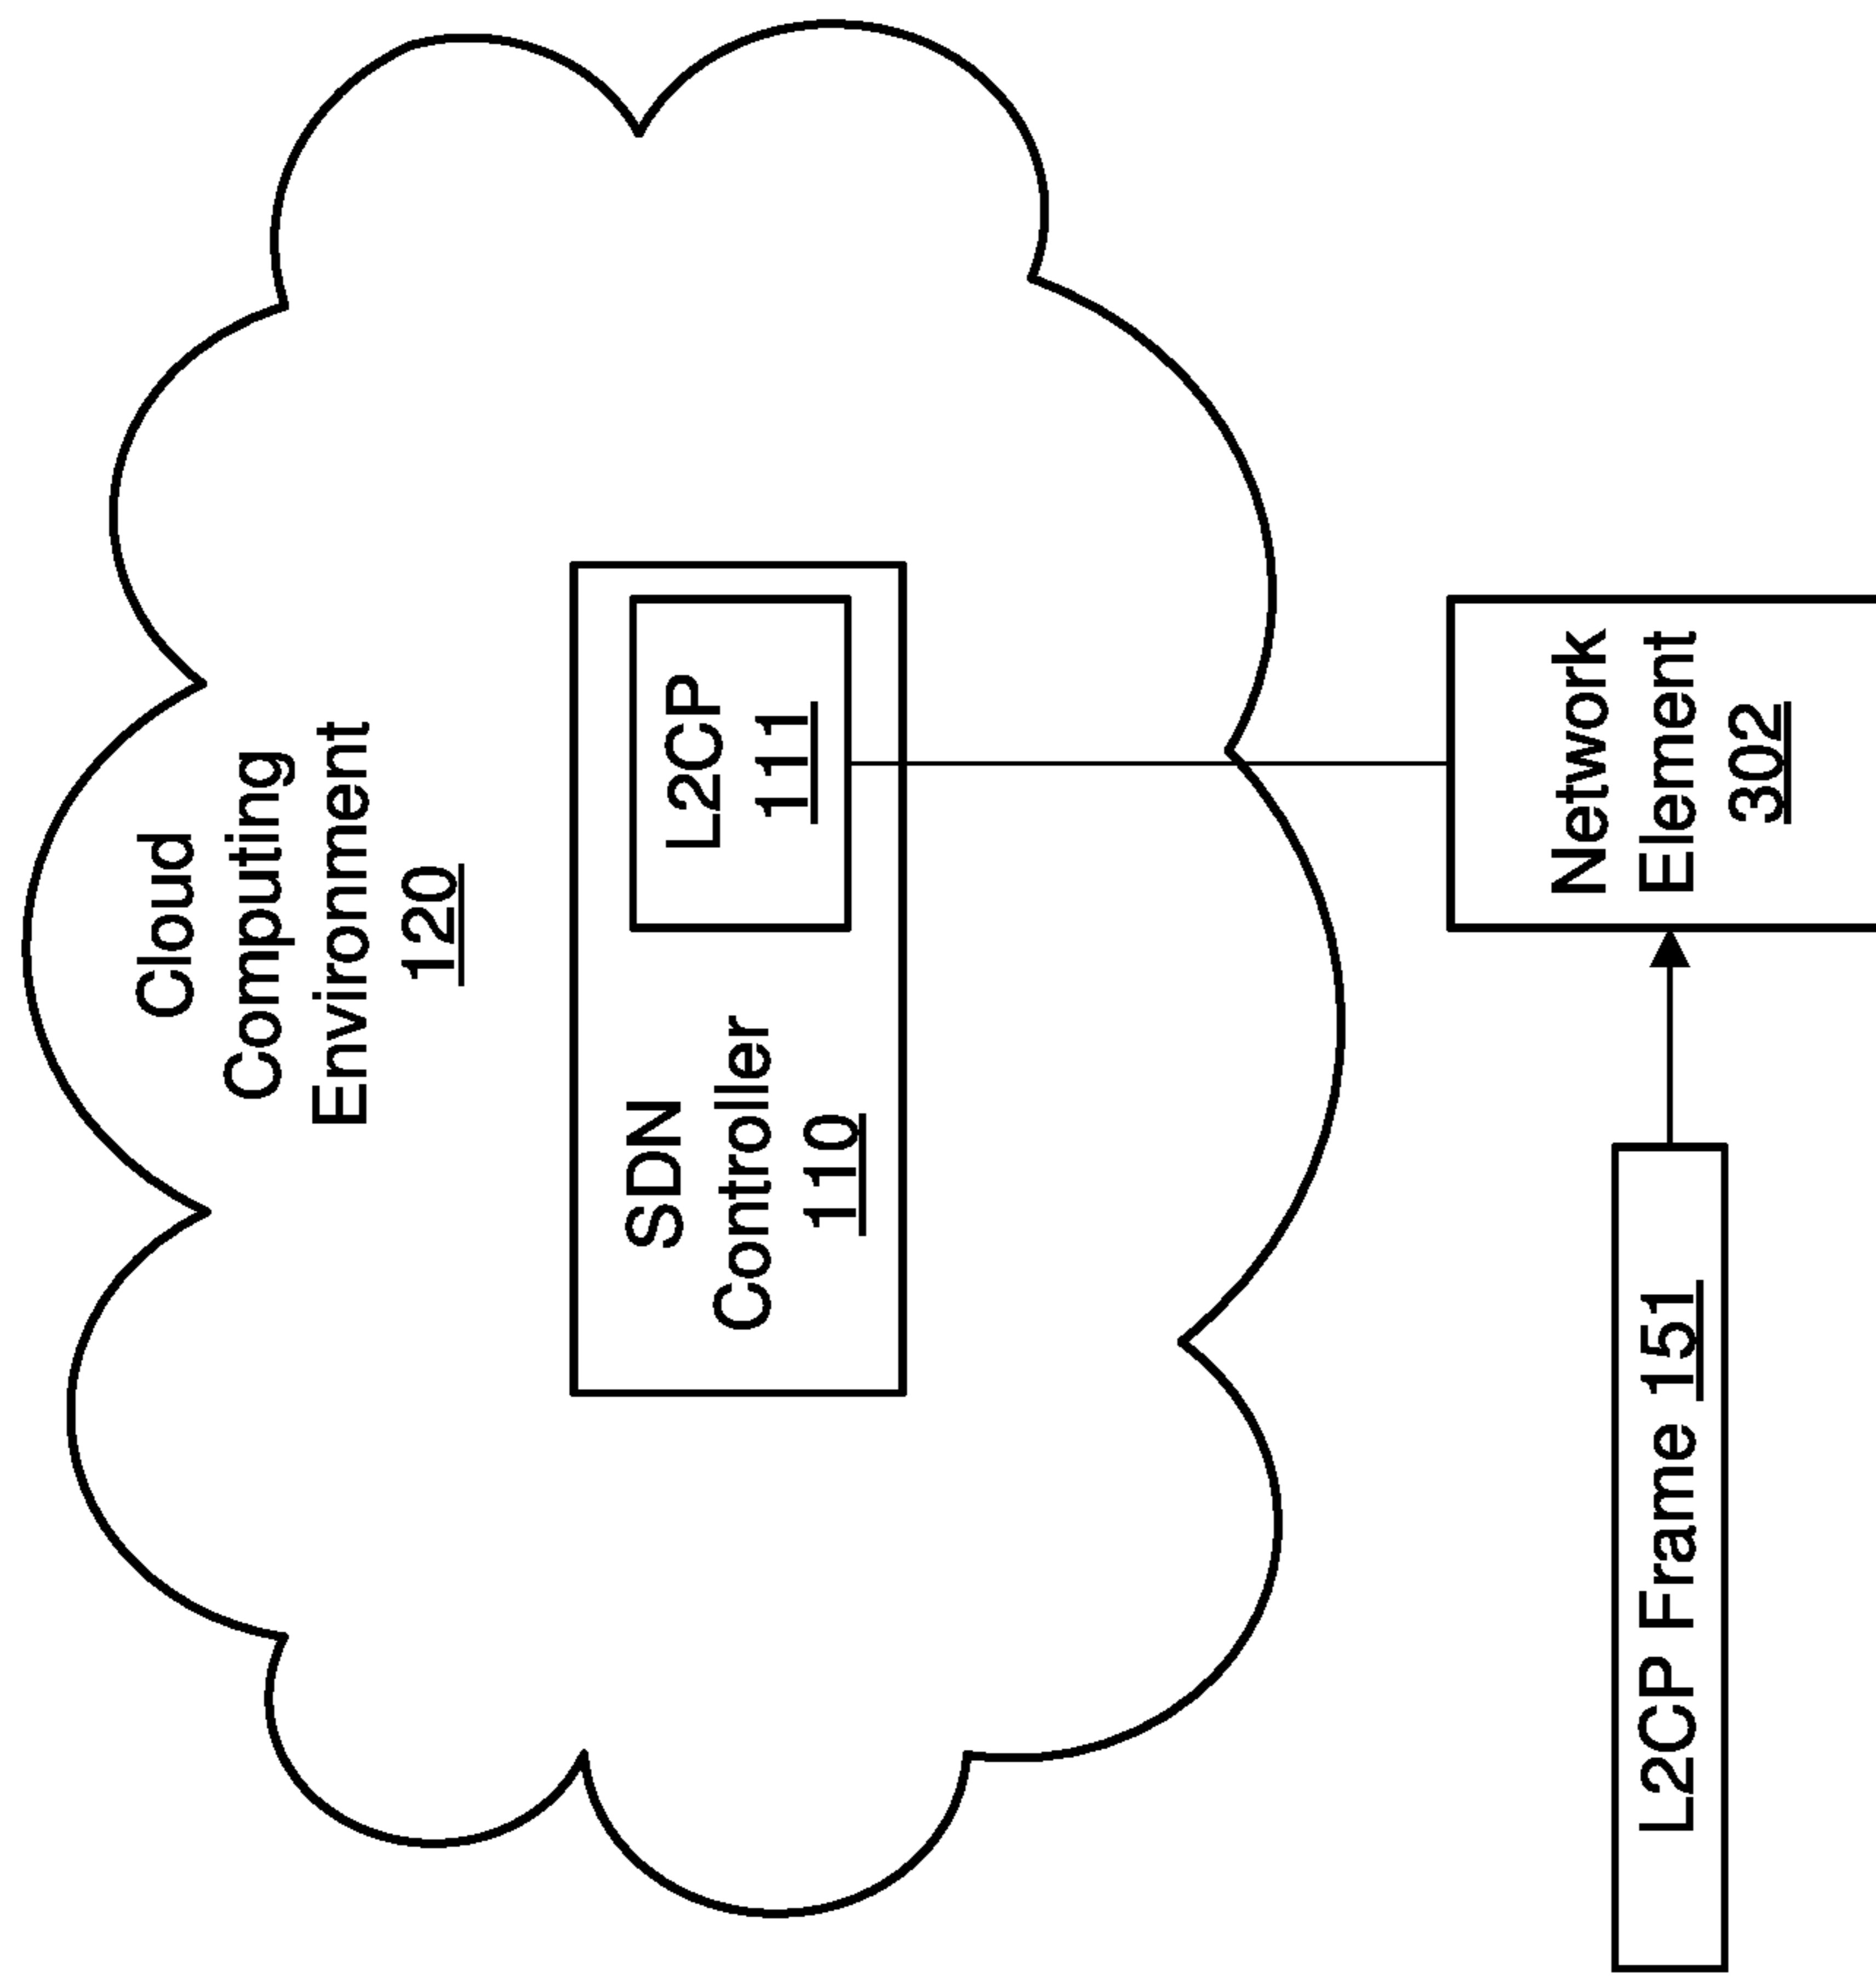 Cloud
Computing
Environment
120
SDN
Controller
110
L2CP
111
L2CP Frame 151
Network
Element
302